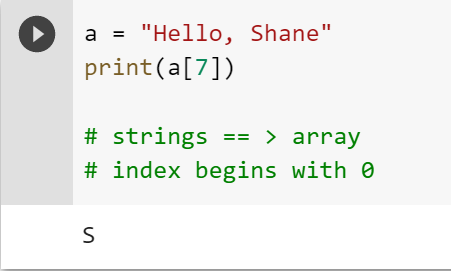 a = "Hello, Shane"
print(a[7])
# strings == > array
# index begins with 0
S